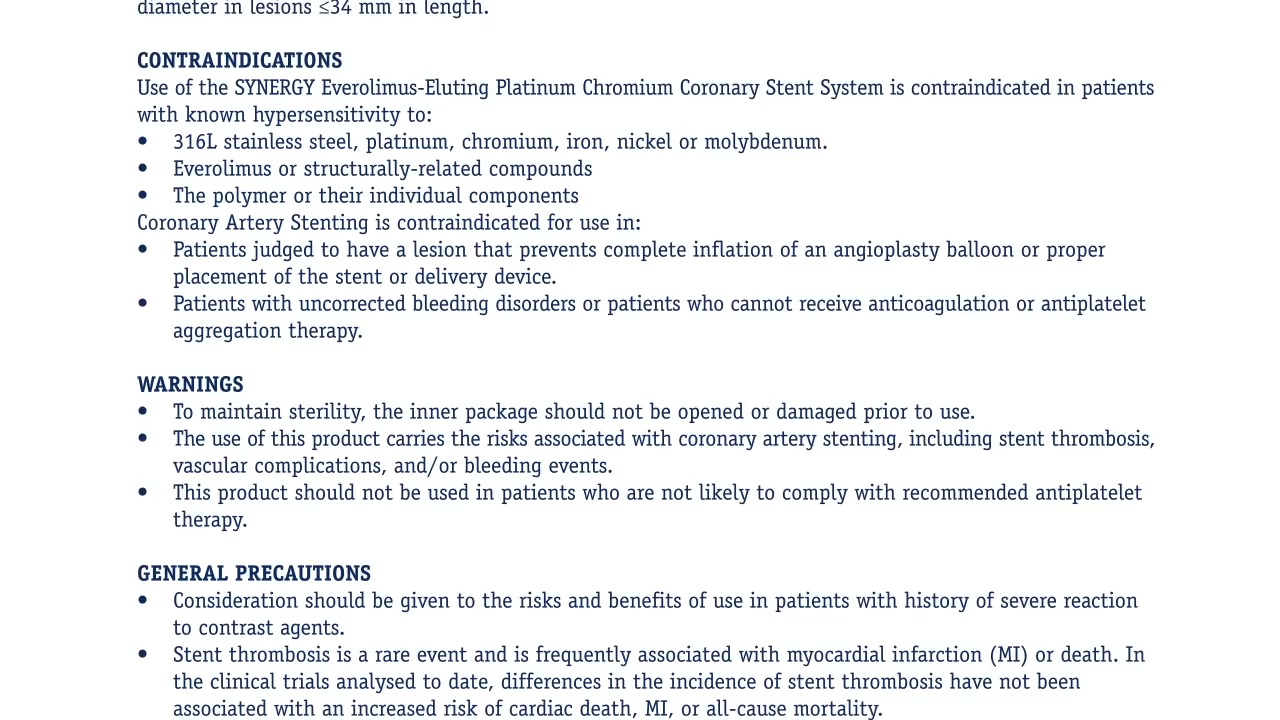 diameter in lesions ≤34 mm in length.
CONTRAINDICATIONS
Use of the SYNERGY Everolimus-Eluting Platinum Chromium Coronary Stent System is contraindicated in patients
with known hypersensitivity to:
• 316L stainless steel, platinum, chromium, iron, nickel or molybdenum.
• Everolimus or structurally-related compounds
• The polymer or their individual components
Coronary Artery Stenting is contraindicated for use in:
• Patients judged to have a lesion that prevents complete inflation of an angioplasty balloon or proper
placement of the stent or delivery device.
• Patients with uncorrected bleeding disorders or patients who cannot receive anticoagulation or antiplatelet
aggregation therapy.
WARNINGS
• To maintain sterility, the inner package should not be opened or damaged prior to use.
• The use of this product carries the risks associated with coronary artery stenting, including stent thrombosis,
vascular complications, and/or bleeding events.
• This product should not be used in patients who are not likely to comply with recommended antiplatelet
therapy.
GENERAL PRECAUTIONS
• Consideration should be given to the risks and benefits of use in patients with history of severe reaction
to contrast agents.
• Stent thrombosis is a rare event and is frequently associated with myocardial infarction (MI) or death. In
the clinical trials analysed to date, differences in the incidence of stent thrombosis have not been
associated with an increased risk of cardiac death, MI, or all-cause mortality.